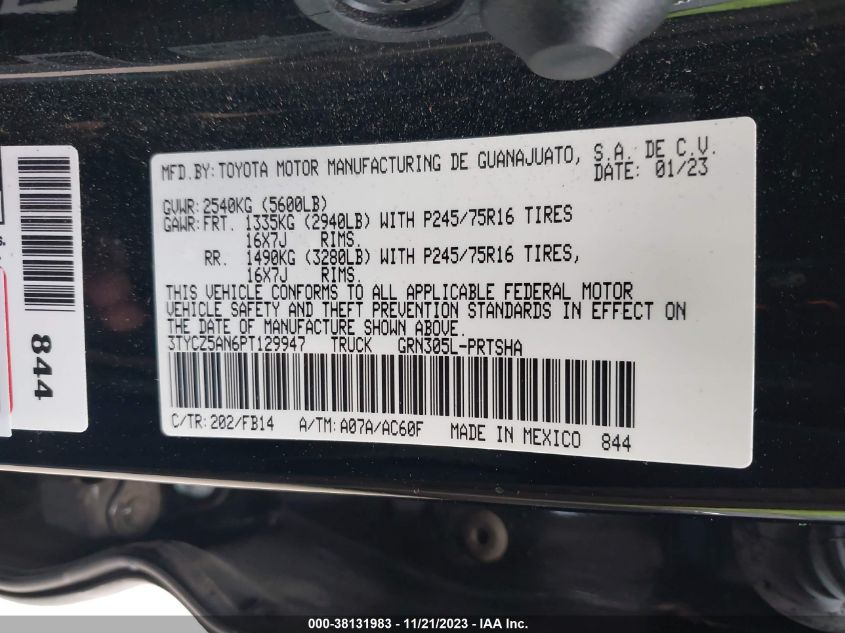 MFD.BY: TOYOTA MOTOR MANUFACTURING DE GUANAJUATO, S.A. DE C.V.
DATE: 01/23
GVWR: 2540KG (5600LB)
GAWR: FRT. 1335KG (2940LB) WITH P245/75R16 TIRES
16X7J RIMS.
RR. 1490KG (3280LB) WITH P245/75R16 TIRES,
16X7J RIMS.
THIS VEHICLE CONFORMS TO ALL APPLICABLE FEDERAL MOTOR
VEHICLE SAFETY AND THEFT PREVENTION STANDARDS IN EFFECT ON
THE DATE OF MANUFACTURE SHOWN ABOVE.
3TYCZ5AN6PT129947 TRUCK GRN305L-PRTSHA
C/TR: 202/FB14 A/TM: A07A/AC60F MADE IN MEXICO 844
844
000-38131983 - 11/21/2023 - IAA Inc.